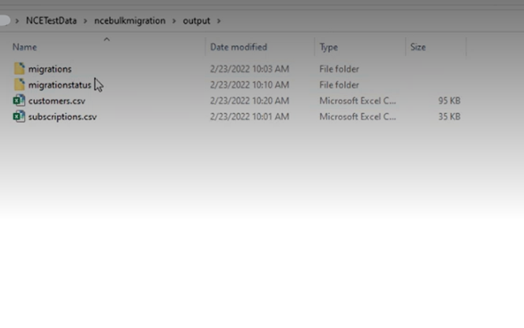 NCETestData > ncebulkmigration > output >
Name Date modified Type Size
migrations 2/23/2022 10:03 AM File folder
migrationstatus 2/23/2022 10:10 AM File folder
customers.csv 2/23/2022 10:20 AM Microsoft Excel C... 95 KB
subscriptions.csv 2/23/2022 10:01 AM Microsoft Excel C... 35 KB